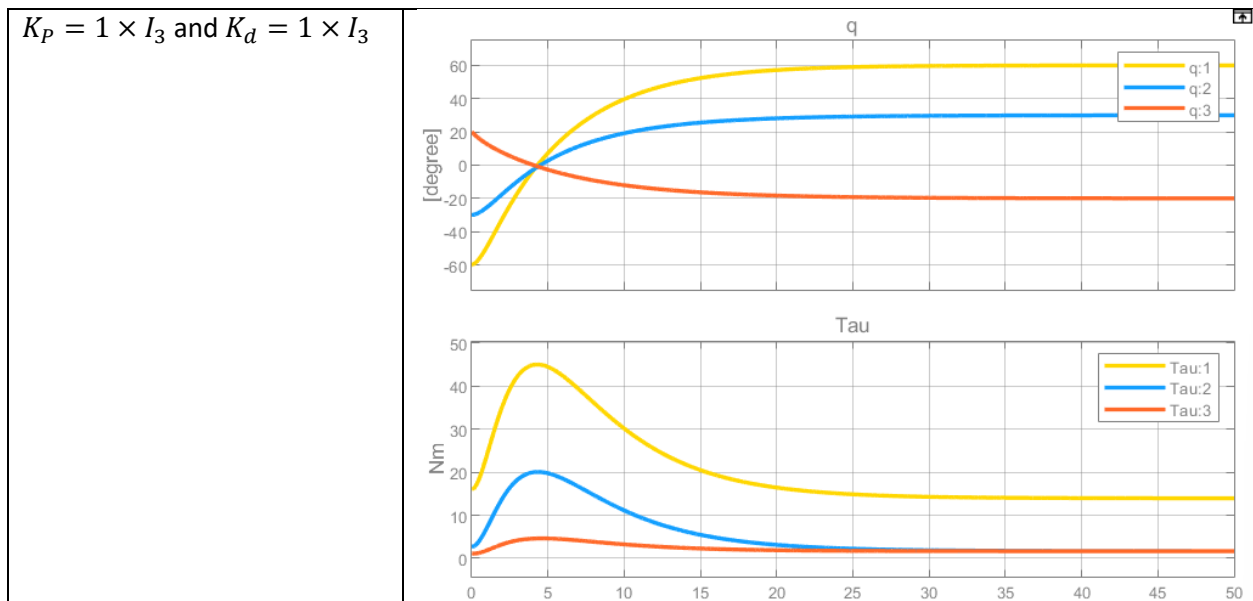 K_P = 1 × I_3 and K_d = 1 × I_3
q
60
40
20
0
-20
-40
-60
[degree]
q:1
q:2
q:3
Tau
50
40
30
20
10
0
Nm
Tau:1
Tau:2
Tau:3
0 5 10 15 20 25 30 35 40 45 50